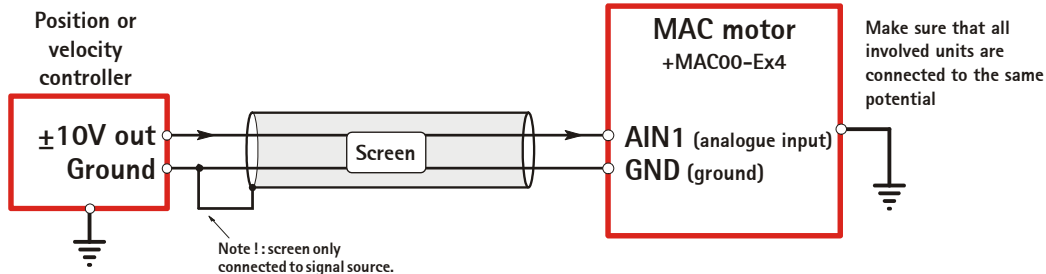 Position or
velocity
controller
±10V out
Ground
Screen
Note ! : screen only
connected to signal source.
MAC motor
+MAC00-Ex4
AIN1 (analogue input)
GND (ground)
Make sure that all
involved units are
connected to the same
potential